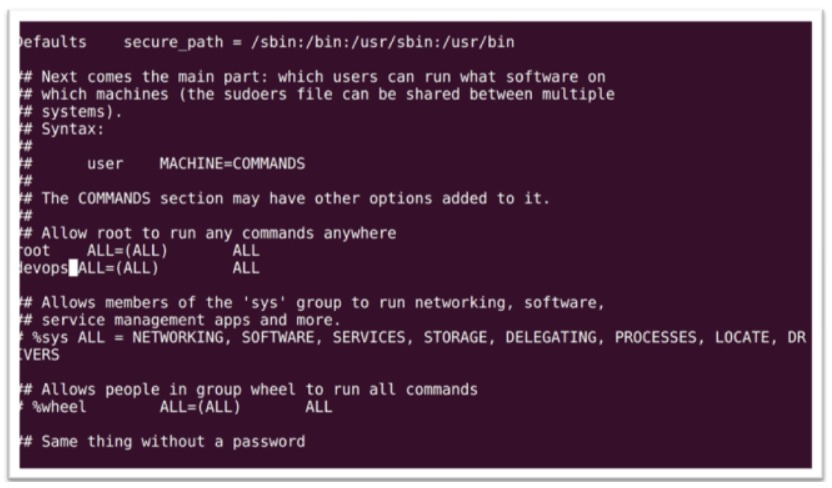 Defaults    secure_path = /sbin:/bin:/usr/sbin:/usr/bin
## Next comes the main part: which users can run what software on
## which machines (the sudoers file can be shared between multiple
## systems).
## Syntax:
##
##      user    MACHINE=COMMANDS
##
## The COMMANDS section may have other options added to it.
##
## Allow root to run any commands anywhere
root    ALL=(ALL)       ALL
devops ALL=(ALL)        ALL
## Allows members of the 'sys' group to run networking, software,
## service management apps and more.
# %sys ALL = NETWORKING, SOFTWARE, SERVICES, STORAGE, DELEGATING, PROCESSES, LOCATE, DR
IVERS
## Allows people in group wheel to run all commands
# %wheel        ALL=(ALL)       ALL
## Same thing without a password